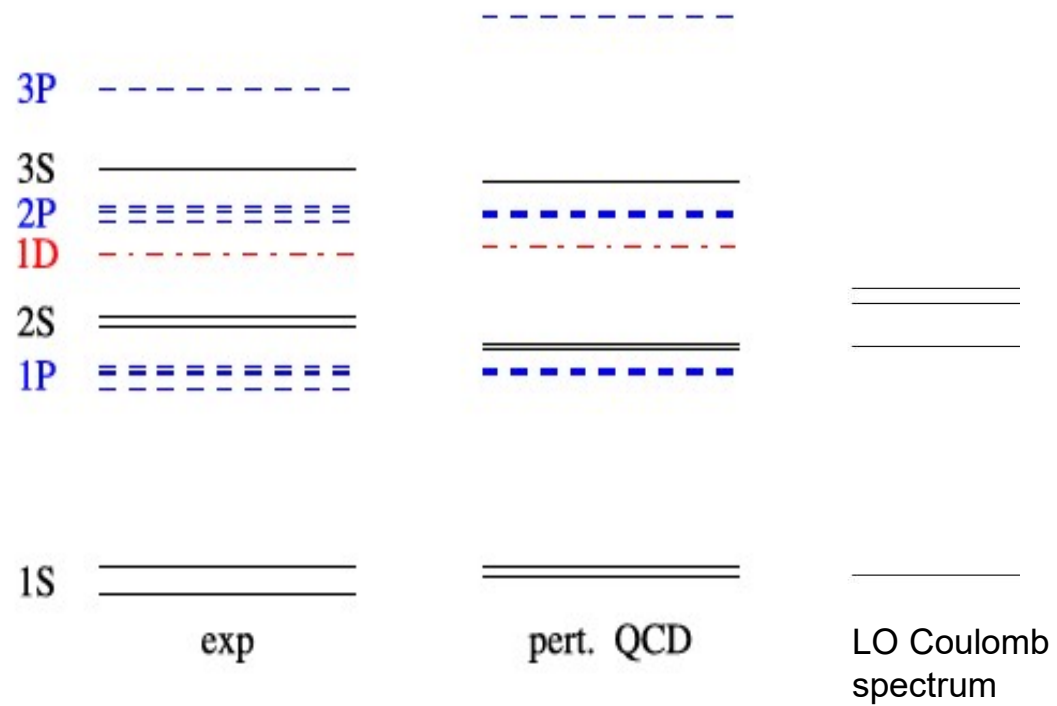 3P
3S
2P
1D
2S
1P
1S
exp
pert. QCD
LO Coulomb
spectrum